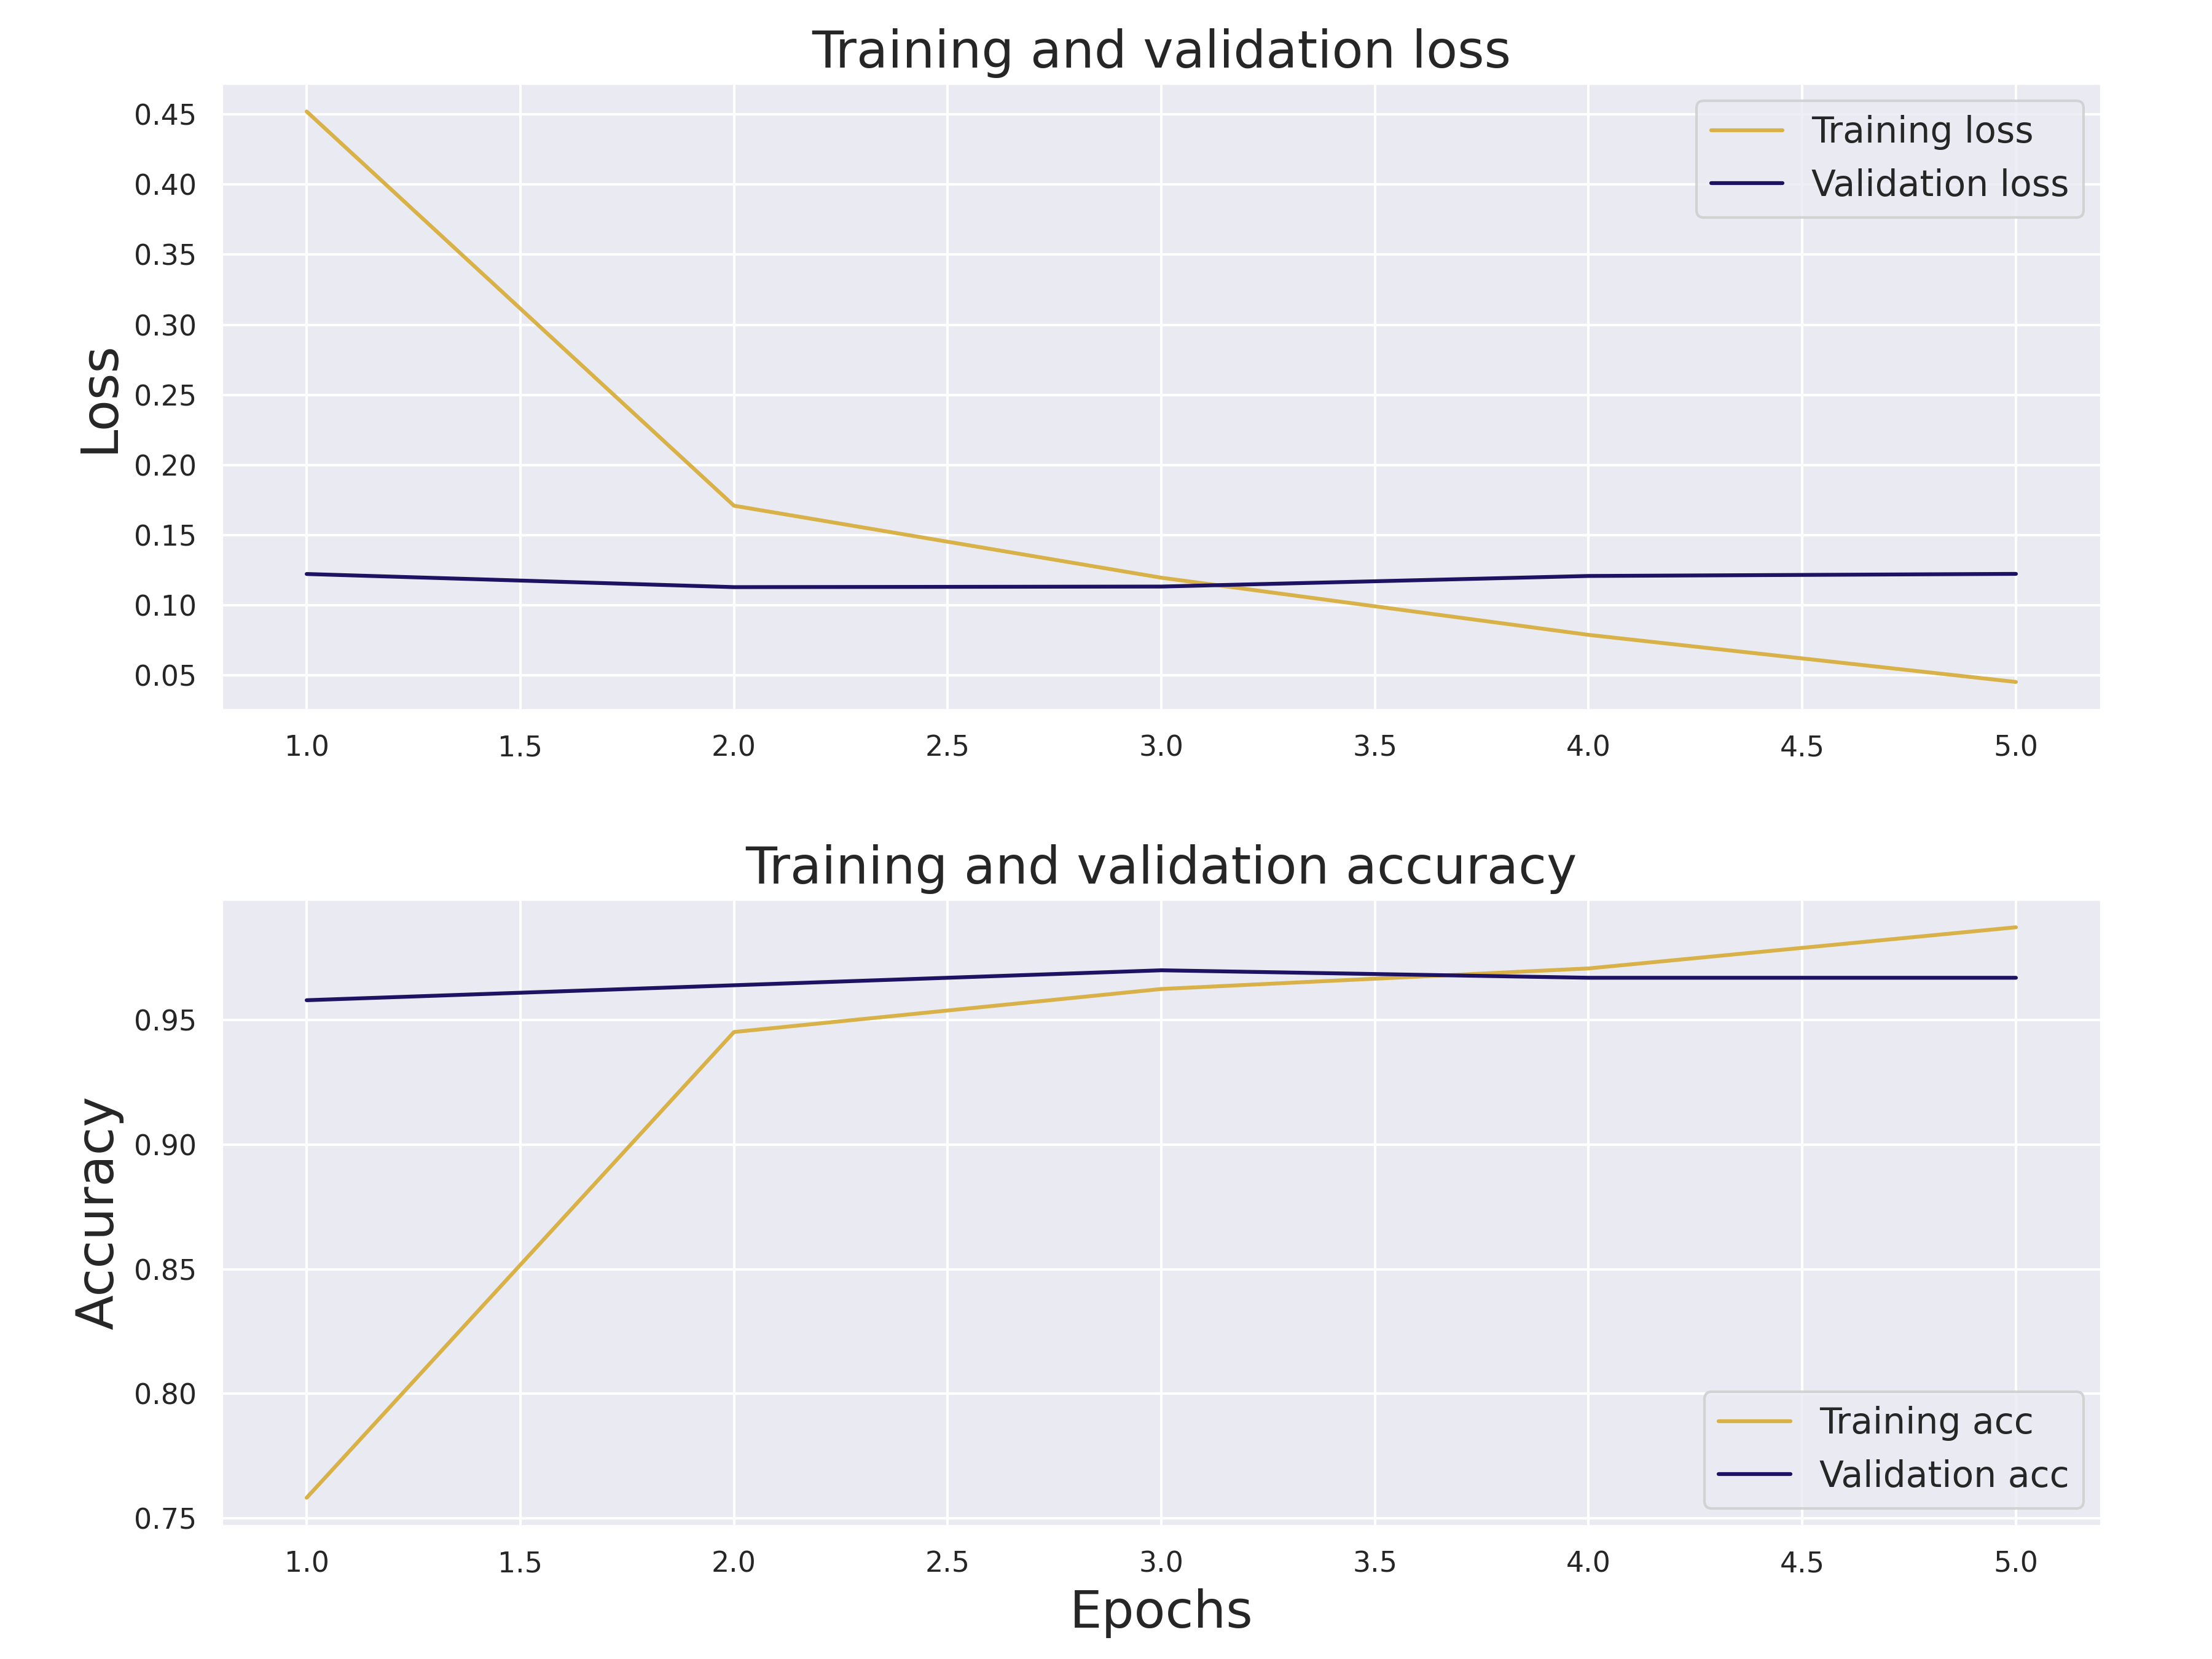 Training and validation loss
0.45
0.40
0.35
0.30
0.25
0.20
0.15
0.10
0.05
Loss
Training loss
Validation loss
1.0 1.5 2.0 2.5 3.0 3.5 4.0 4.5 5.0
Training and validation accuracy
0.95
0.90
0.85
0.80
0.75
Accuracy
Training acc
Validation acc
1.0 1.5 2.0 2.5 3.0 3.5 4.0 4.5 5.0
Epochs